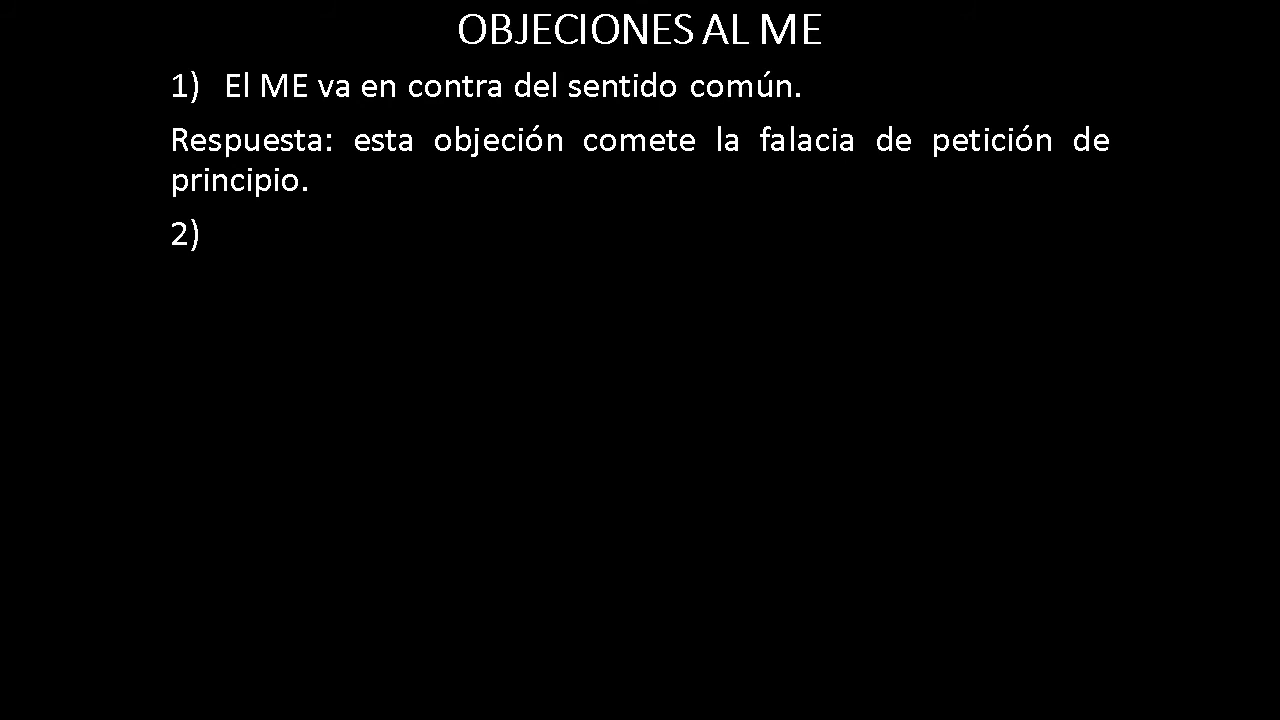 OBJECIONES AL ME
1) El ME va en contra del sentido común.
Respuesta: esta objeción comete la falacia de petición de
principio.
2)